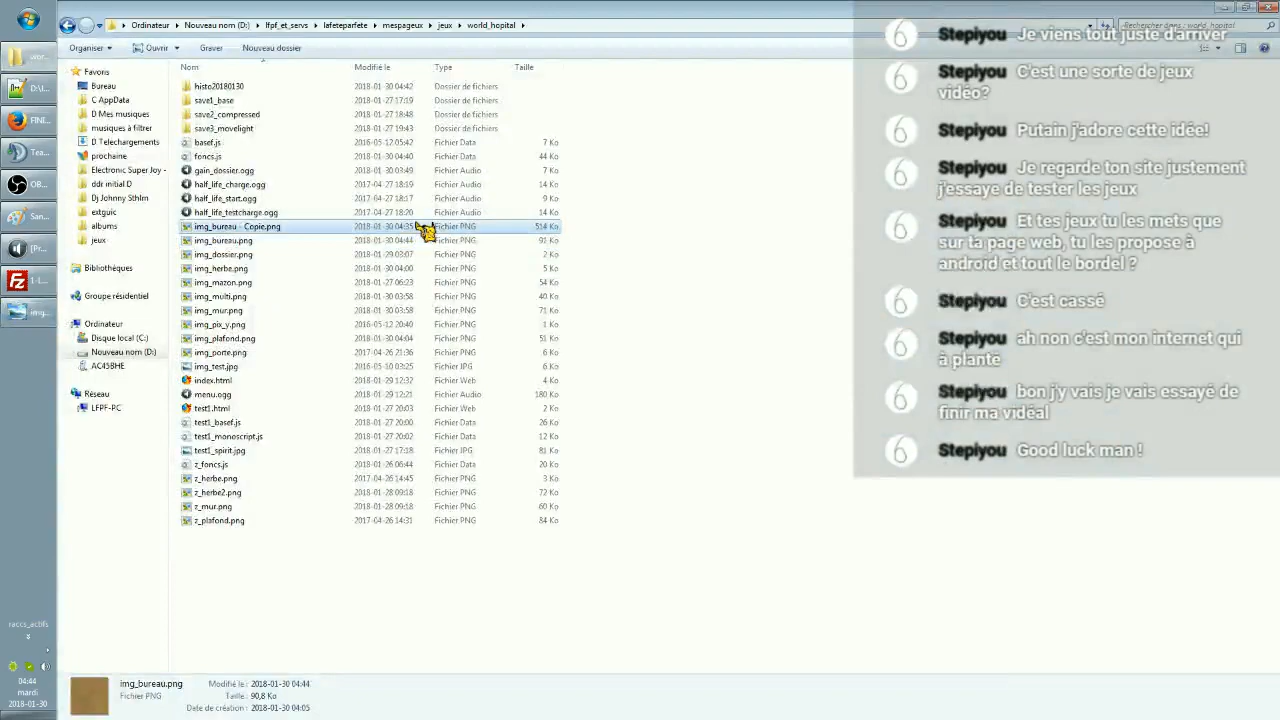 Ordinateur Nouveau nom (D:) lfpf_et_servs lafeteparfete mespageux jeux world_hopital Rechercher dans : world_hopital
Organiser Ouvrir Graver Nouveau dossier
Nom Modifié le Type Taille
Favoris
Bureau
C AppData
D Mes musiques
musiques à filtrer
D Telechargements
prochaine
Electronic Super Joy -
ddr initial D
Dj Johnny Sthlm
extguic
albums
jeux
Bibliothèques
Groupe résidentiel
Ordinateur
Disque local (C:)
Nouveau nom (D:)
AC45BHE
Réseau
LFPF-PC
histo20180130 2018-01-30 04:42 Dossier de fichiers
save1_base 2018-01-27 17:19 Dossier de fichiers
save2_compressed 2018-01-27 18:48 Dossier de fichiers
save3_movelight 2018-01-27 19:43 Dossier de fichiers
basef.js 2016-05-12 05:42 Fichier Data 7 Ko
foncs.js 2018-01-30 04:40 Fichier Data 44 Ko
gain_dossier.ogg 2018-01-30 03:49 Fichier Audio 7 Ko
half_life_charge.ogg 2017-04-27 18:19 Fichier Audio 14 Ko
half_life_start.ogg 2017-04-27 18:17 Fichier Audio 9 Ko
half_life_testcharge.ogg 2017-04-27 18:20 Fichier Audio 14 Ko
img_bureau - Copie.png 2018-01-30 04:35 Fichier PNG 514 Ko
img_bureau.png 2018-01-30 04:44 Fichier PNG 91 Ko
img_dossier.png 2018-01-29 03:07 Fichier PNG 2 Ko
img_herbe.png 2018-01-30 04:00 Fichier PNG 5 Ko
img_mazon.png 2018-01-27 06:23 Fichier PNG 54 Ko
img_multi.png 2018-01-30 03:58 Fichier PNG 40 Ko
img_mur.png 2018-01-30 03:58 Fichier PNG 71 Ko
img_pix_y.png 2016-05-12 20:40 Fichier PNG 1 Ko
img_plafond.png 2018-01-30 04:04 Fichier PNG 51 Ko
img_porte.png 2017-04-26 21:36 Fichier PNG 6 Ko
img_test.jpg 2016-05-10 03:25 Fichier JPG 6 Ko
index.html 2018-01-29 12:37 Fichier Web 4 Ko
menu.ogg 2018-01-29 12:21 Fichier Audio 180 Ko
test1.html 2018-01-27 20:03 Fichier Web 2 Ko
test1_basef.js 2018-01-27 20:00 Fichier Data 26 Ko
test1_monoscript.js 2018-01-27 20:02 Fichier Data 12 Ko
test1_spirit.jpg 2018-01-27 17:18 Fichier JPG 81 Ko
z_foncs.js 2018-01-26 06:44 Fichier Data 20 Ko
z_herbe.png 2017-04-26 14:45 Fichier PNG 3 Ko
z_herbe2.png 2018-01-28 09:18 Fichier PNG 72 Ko
z_mur.png 2018-01-28 09:18 Fichier PNG 60 Ko
z_plafond.png 2017-04-26 14:31 Fichier PNG 84 Ko
Stepiyou Je viens tout juste d'arriver
Stepiyou C'est une sorte de jeux
vidéo?
Stepiyou Putain j'adore cette idée!
Stepiyou Je regarde ton site justement
j'essaye de tester les jeux
Stepiyou Et tes jeux tu les mets que
sur ta page web, tu les propose à
android et tout le bordel ?
Stepiyou C'est cassé
Stepiyou ah non c'est mon internet qui
à planté
Stepiyou bon j'y vais je vais essayé de
finir ma vidéal
Stepiyou Good luck man !
D:\l...
FINI
Tea...
OB...
San...
[Pr...
1-L...
img...
raccs_actifs
04:44
mardi
2018-01-30
img_bureau.png Modifié le : 2018-01-30 04:44
Fichier PNG Taille : 90,8 Ko
Date de création : 2018-01-30 04:05